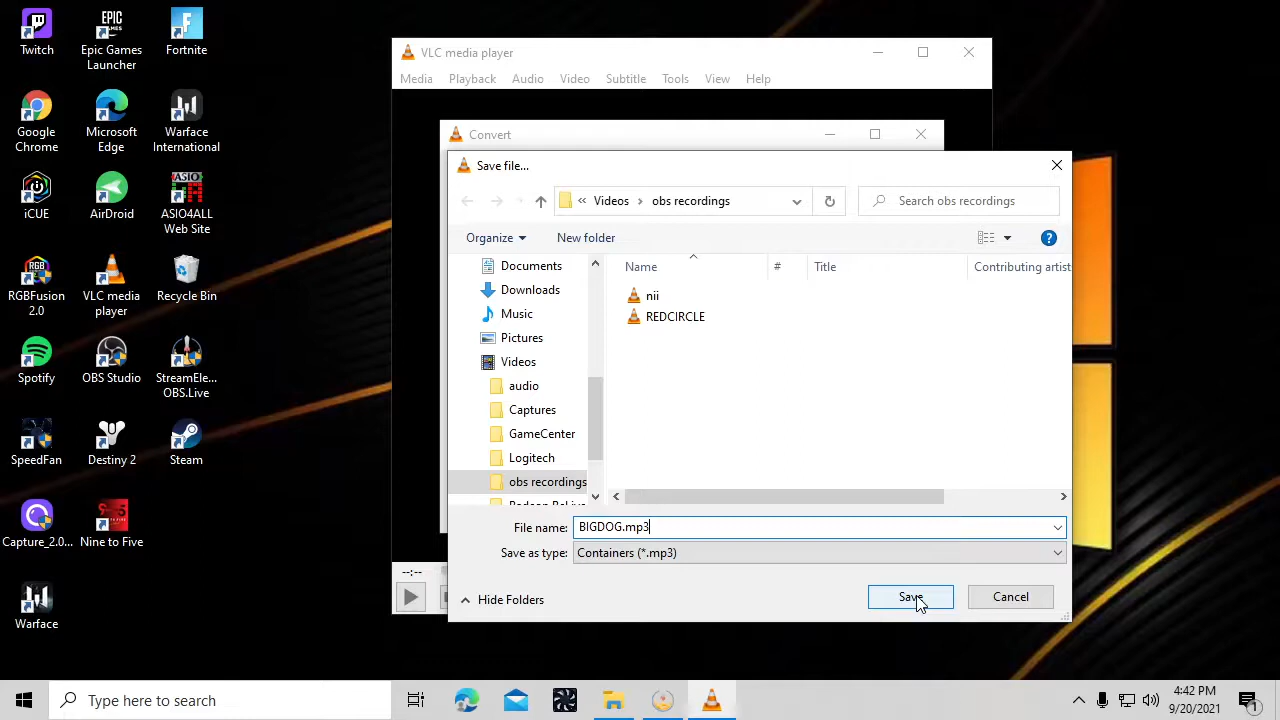 Twitch
Epic Games
Launcher
Fortnite
Google
Chrome
Microsoft
Edge
Warface
International
iCUE
AirDroid
ASIO
ASIO4ALL
Web Site
RGB
FUSION
RGBFusion
2.0
VLC media
player
Recycle Bin
Spotify
OBS Studio
StreamEle...
OBS.Live
SpeedFan
Destiny 2
Steam
Capture_2.0...
Nine to Five
Warface
VLC media player
Media Playback Audio Video Subtitle Tools View Help
Convert
Save file...
« Videos › obs recordings
Search obs recordings
Organize
New folder
Documents
Downloads
Music
Pictures
Videos
audio
Captures
GameCenter
Logitech
obs recordings
Name # Title Contributing artist
nii
REDCIRCLE
File name: BIGDOG.mp3
Save as type: Containers (*.mp3)
Hide Folders
Save
Cancel
--:--
Type here to search
4:42 PM
9/20/2021
1